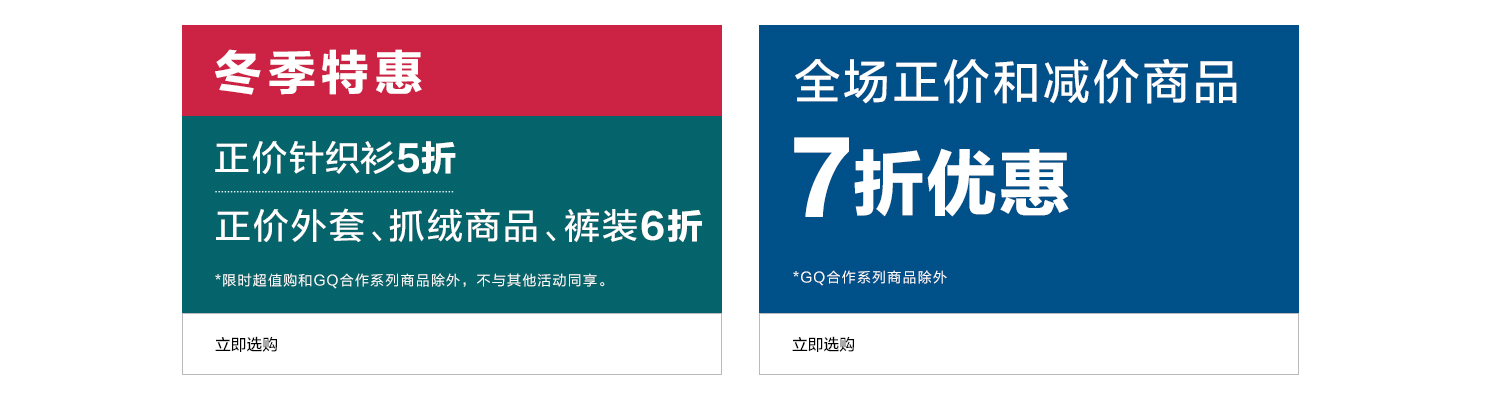 冬季特惠
正价针织衫5折
正价外套、抓绒商品、裤装6折
*限时超值购和GQ合作系列商品除外，不与其他活动同享。
立即选购
全场正价和减价商品
7折优惠
*GQ合作系列商品除外
立即选购